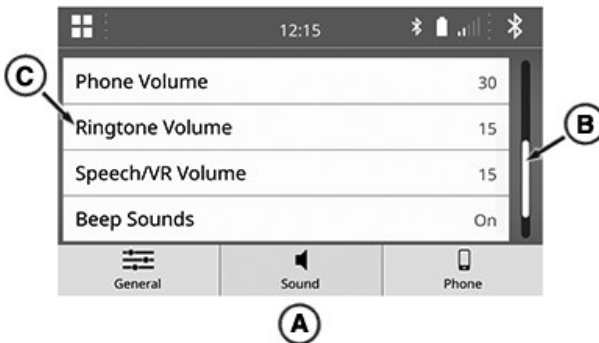 12:15
C
Phone Volume 30
Ringtone Volume 15
B
Speech/VR Volume 15
Beep Sounds On
General Sound Phone
A